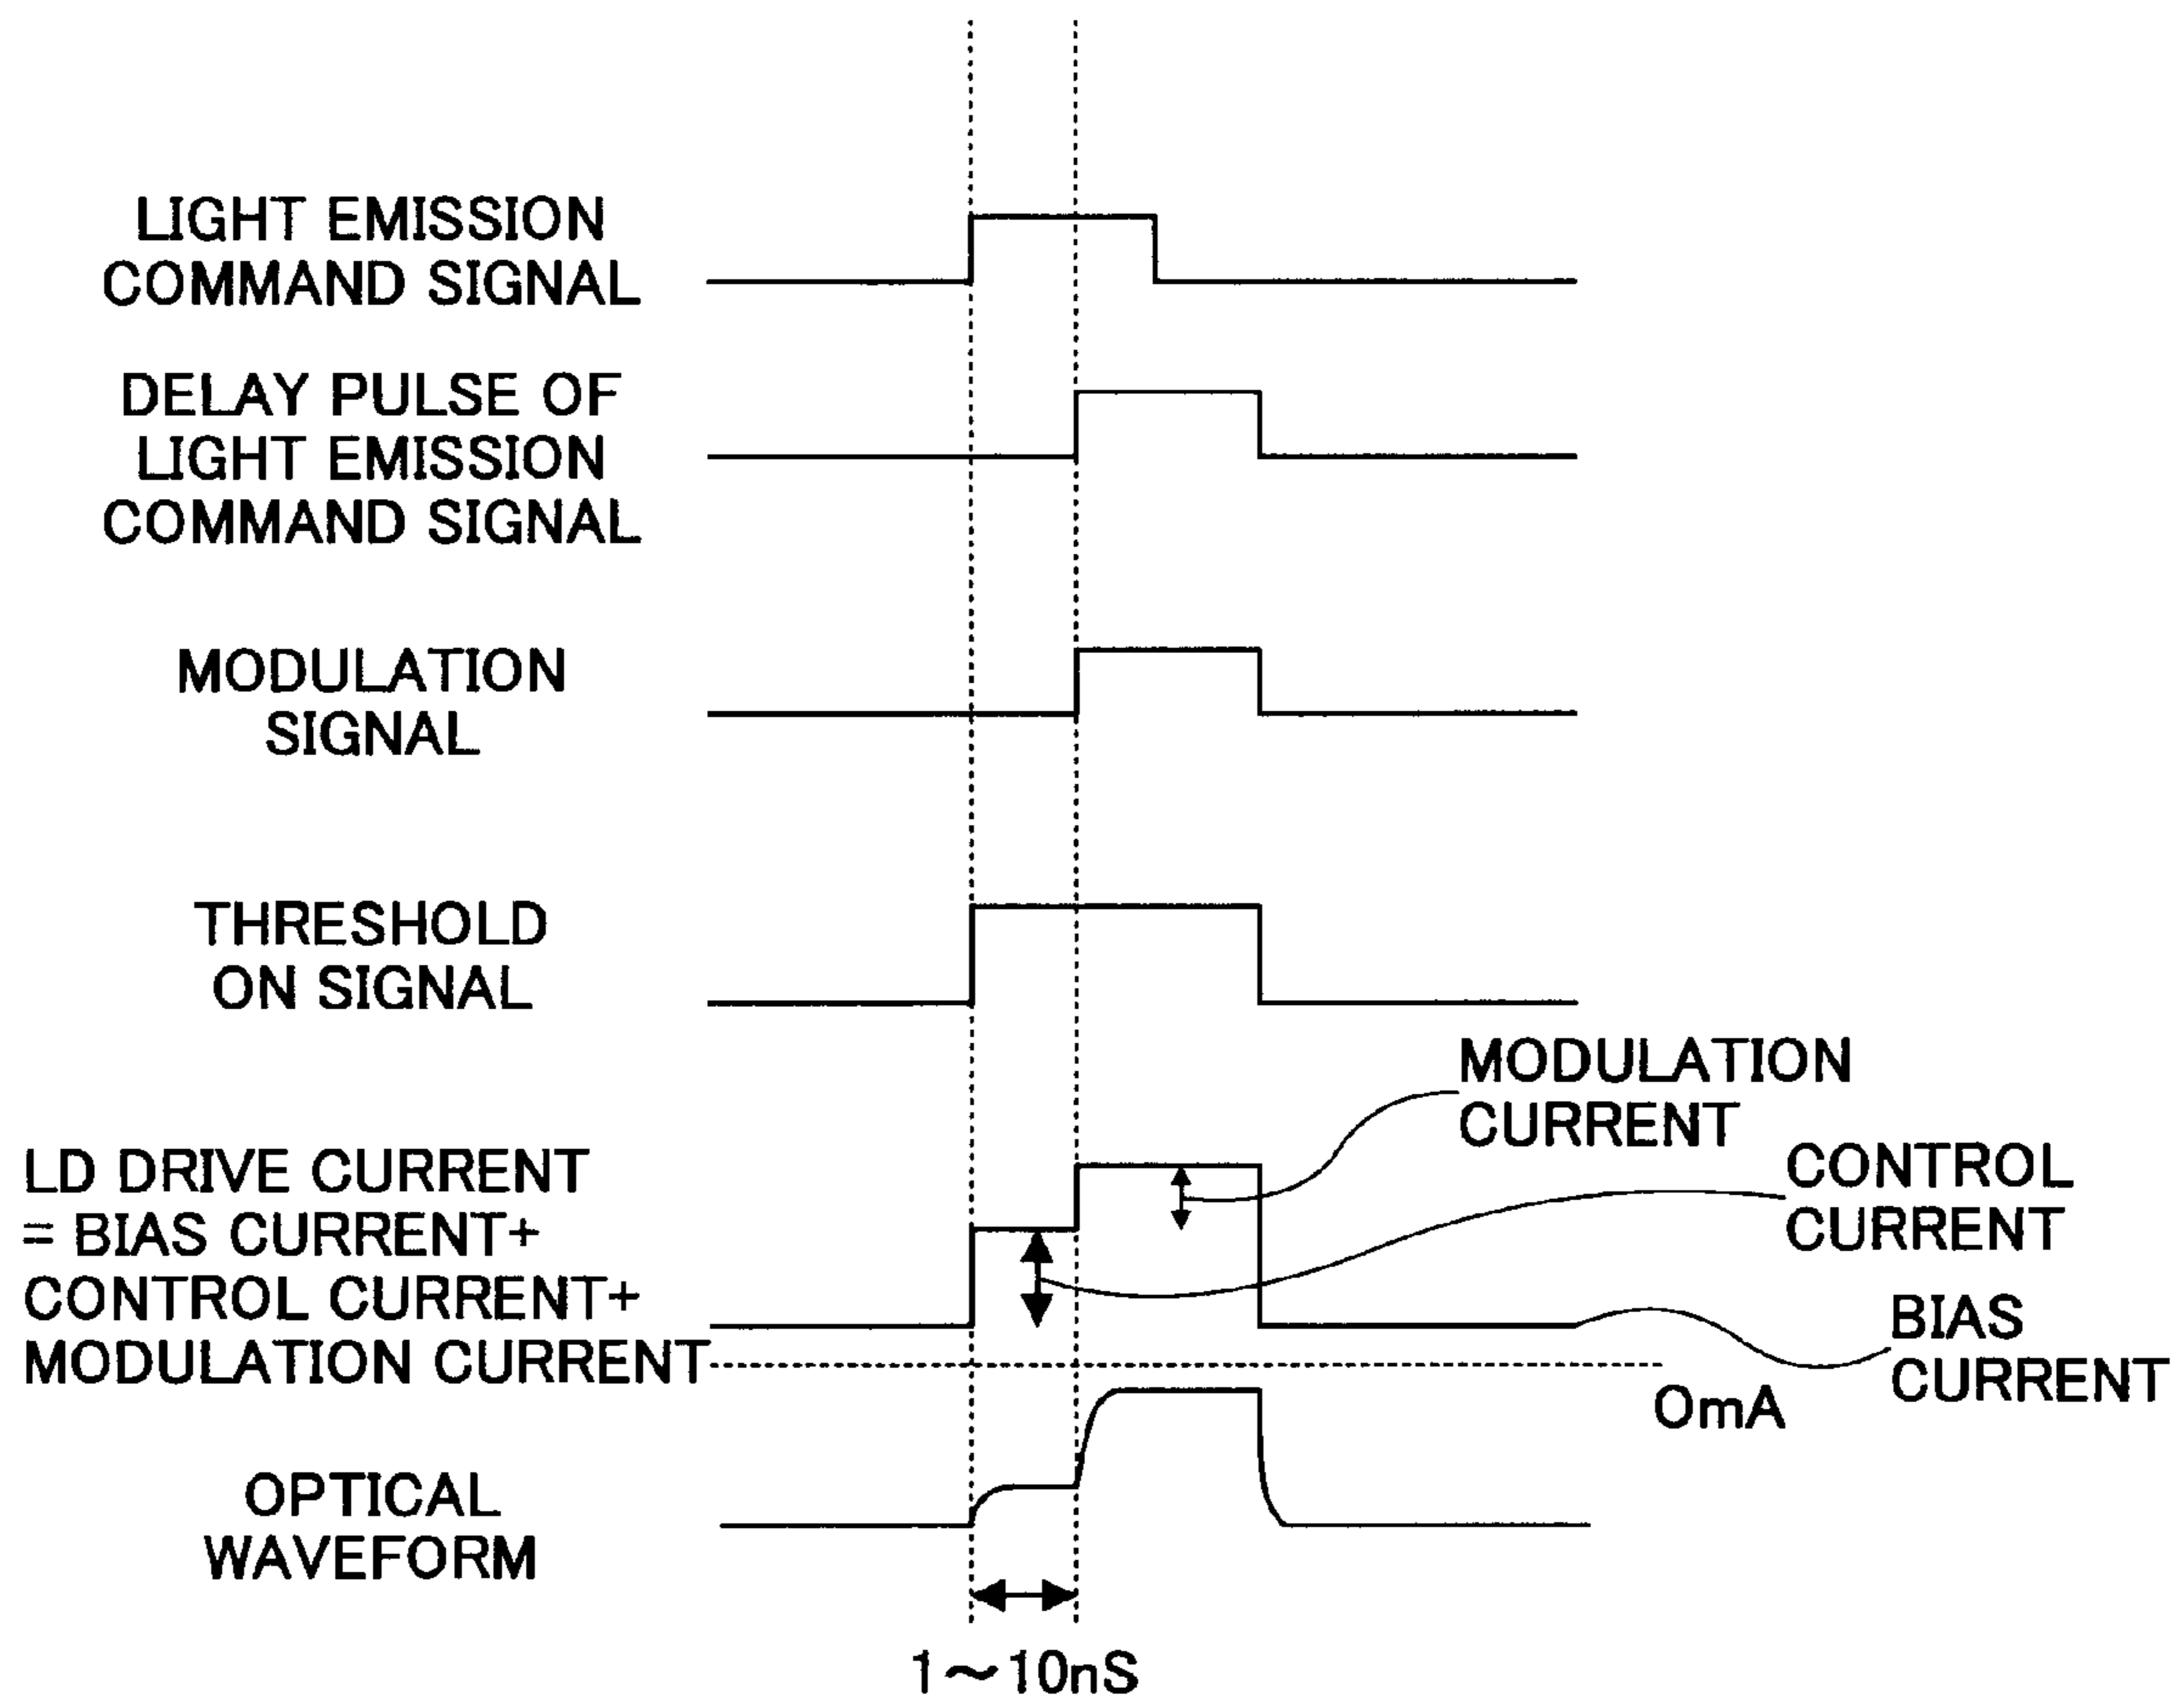 LIGHT EMISSION
COMMAND SIGNAL
DELAY PULSE OF
LIGHT EMISSION
COMMAND SIGNAL
MODULATION
SIGNAL
THRESHOLD
ON SIGNAL
MODULATION
CURRENT
LD DRIVE CURRENT
= BIAS CURRENT+
CONTROL CURRENT+
MODULATION CURRENT
CONTROL
CURRENT
BIAS
CURRENT
0mA
OPTICAL
WAVEFORM
1～10nS